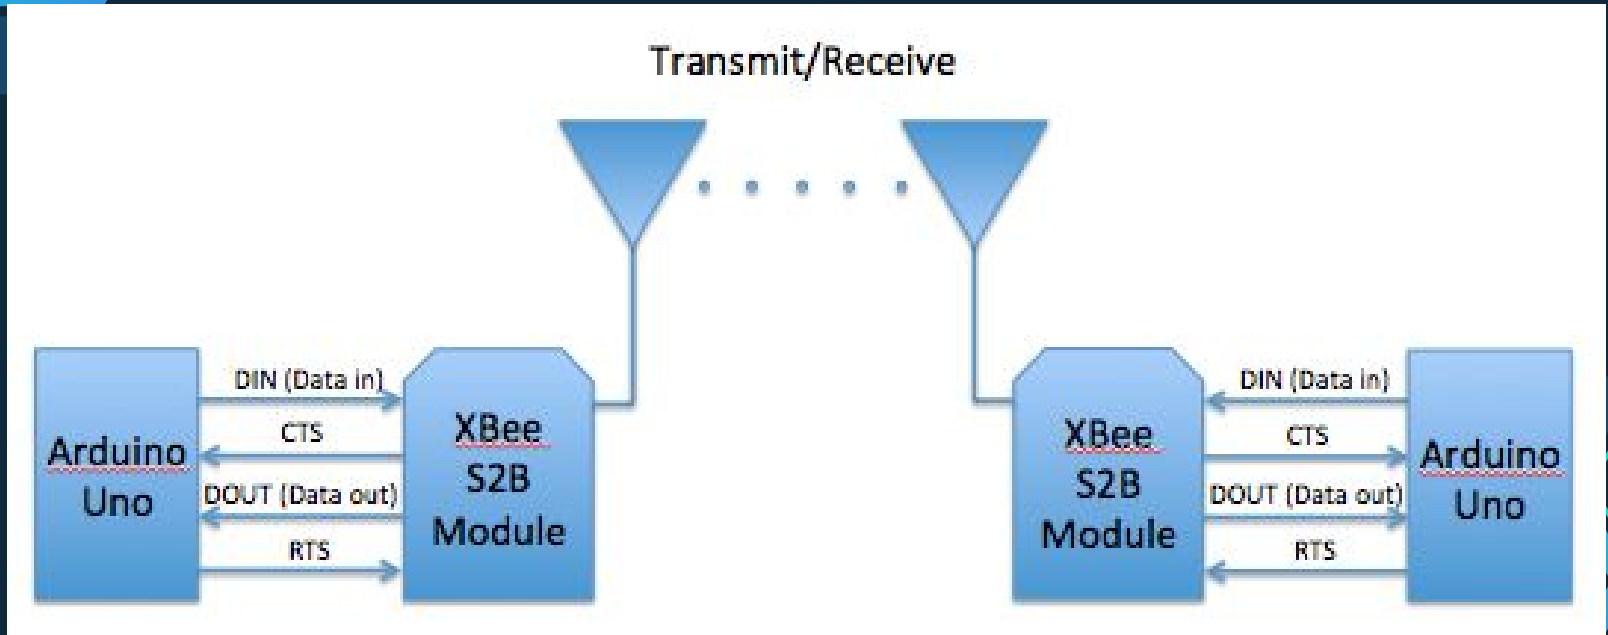 Transmit/Receive
DIN (Data in)
CTS
DOUT (Data out)
RTS
Arduino
Uno
XBee
S2B
Module
XBee
S2B
Module
DIN (Data in)
CTS
DOUT (Data out)
RTS
Arduino
Uno